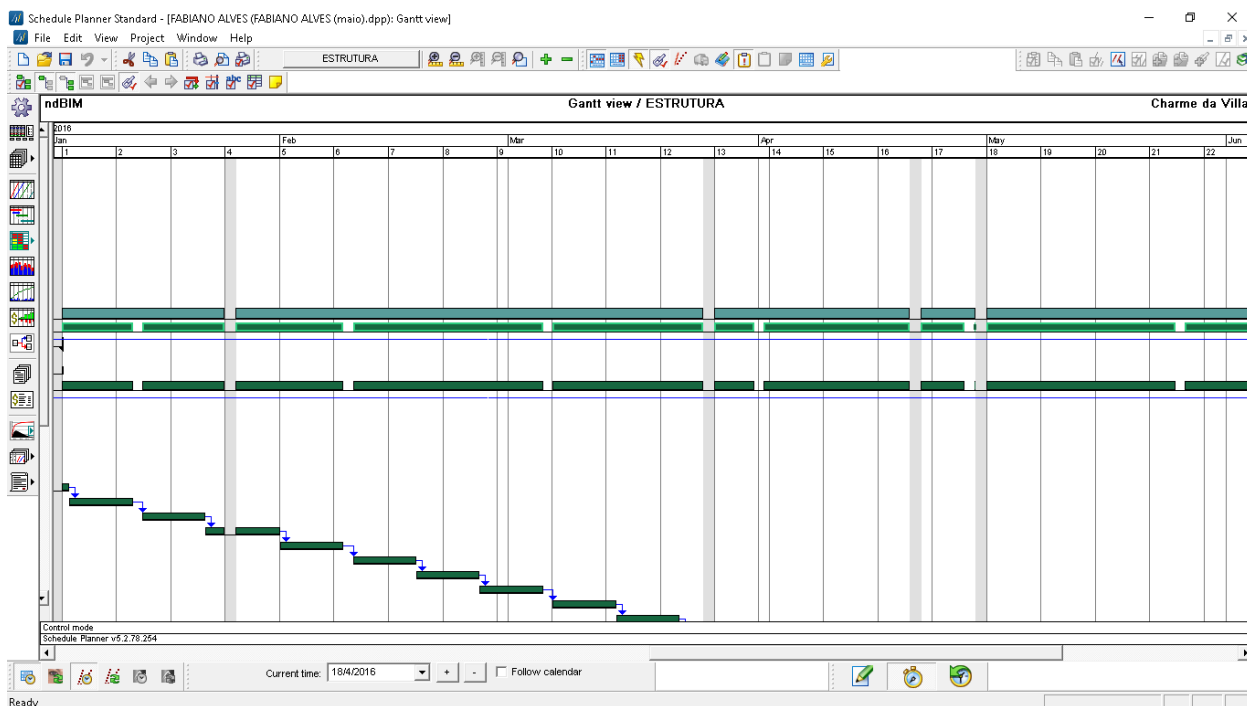 Schedule Planner Standard - [FABIANO ALVES (FABIANO ALVES (maio).dpp): Gantt view]
File Edit View Project Window Help
ESTRUTURA
abc
ndBIM Gantt view / ESTRUTURA Charme da Villa
2016
Jan Feb Mar Apr May Jun
1 2 3 4 5 6 7 8 9 10 11 12 13 14 15 16 17 18 19 20 21 22
Control mode
Schedule Planner v5.2.78.254
Current time: 18/4/2016 + - Follow calendar
Ready